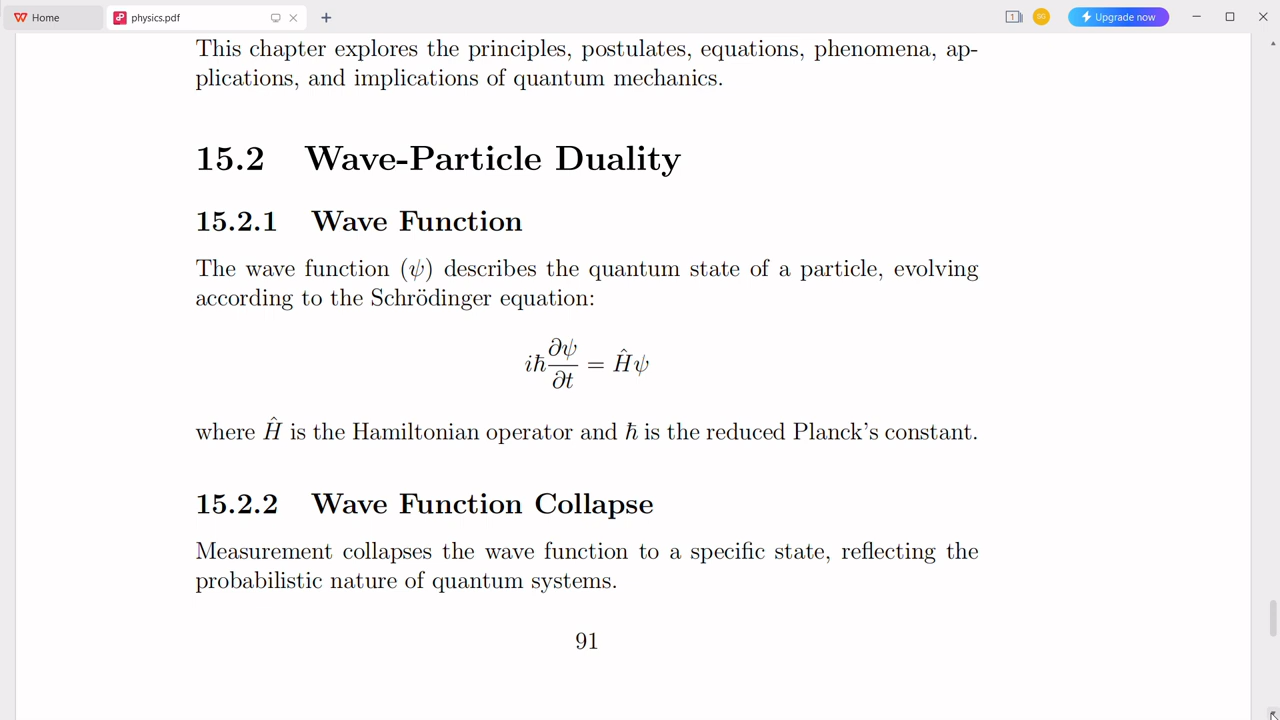 Home
physics.pdf
1
SG
Upgrade now
This chapter explores the principles, postulates, equations, phenomena, ap-
plications, and implications of quantum mechanics.
15.2 Wave-Particle Duality
15.2.1 Wave Function
The wave function (ψ) describes the quantum state of a particle, evolving
according to the Schrödinger equation:
iħ ∂ψ/∂t = Ĥψ
where Ĥ is the Hamiltonian operator and ħ is the reduced Planck's constant.
15.2.2 Wave Function Collapse
Measurement collapses the wave function to a specific state, reflecting the
probabilistic nature of quantum systems.
91